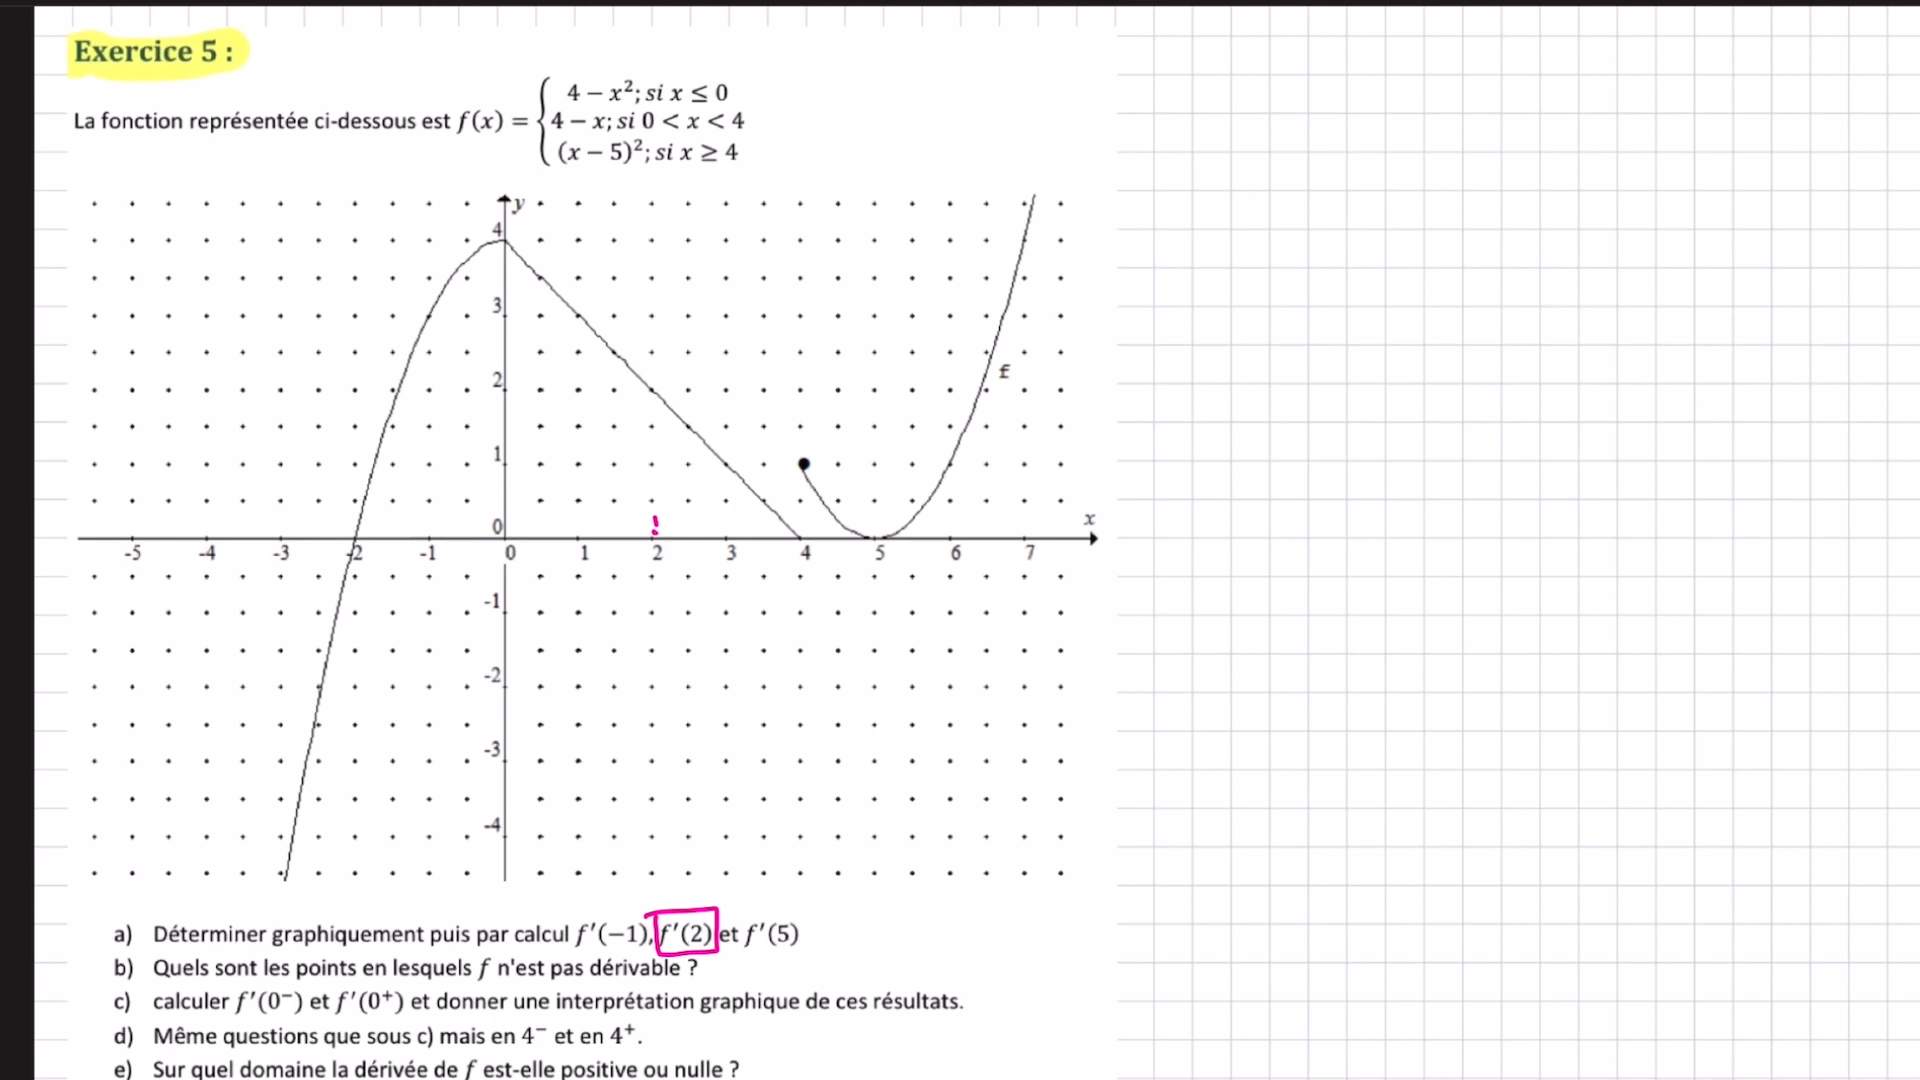 Exercice 5 :
La fonction représentée ci-dessous est f(x) = { 4 − x²; si x ≤ 0
4 − x; si 0 < x < 4
(x − 5)²; si x ≥ 4
y
4
3
2
1
0
x
f
-5 -4 -3 -2 -1 0 1 2 3 4 5 6 7
-1
-2
-3
-4
a) Déterminer graphiquement puis par calcul f′(−1), f′(2) et f′(5)
b) Quels sont les points en lesquels f n'est pas dérivable ?
c) calculer f′(0⁻) et f′(0⁺) et donner une interprétation graphique de ces résultats.
d) Même questions que sous c) mais en 4⁻ et en 4⁺.
e) Sur quel domaine la dérivée de f est-elle positive ou nulle ?